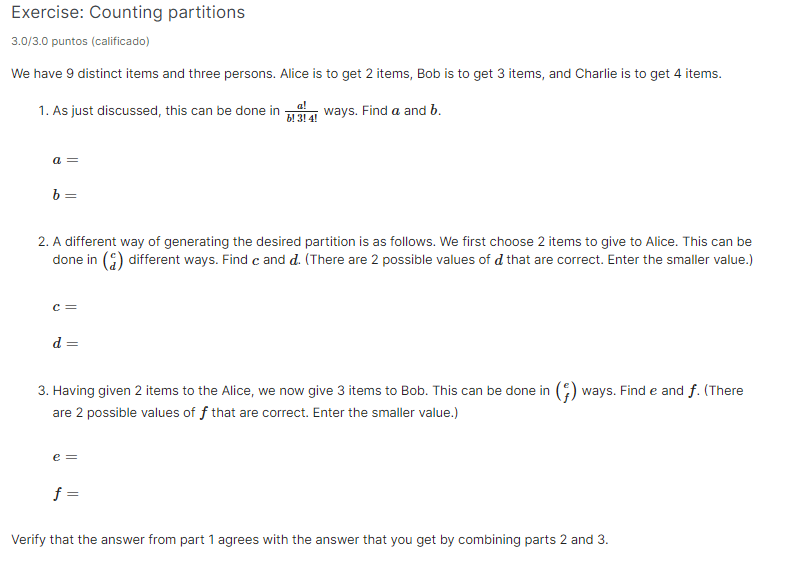 Exercise: Counting partitions
3.0/3.0 puntos (calificado)
We have 9 distinct items and three persons. Alice is to get 2 items, Bob is to get 3 items, and Charlie is to get 4 items.
1. As just discussed, this can be done in $\frac{a!}{b!\,3!\,4!}$ ways. Find $a$ and $b$.
$a =$
$b =$
2. A different way of generating the desired partition is as follows. We first choose 2 items to give to Alice. This can be
done in $\binom{c}{d}$ different ways. Find $c$ and $d$. (There are 2 possible values of $d$ that are correct. Enter the smaller value.)
$c =$
$d =$
3. Having given 2 items to the Alice, we now give 3 items to Bob. This can be done in $\binom{e}{f}$ ways. Find $e$ and $f$. (There
are 2 possible values of $f$ that are correct. Enter the smaller value.)
$e =$
$f =$
Verify that the answer from part 1 agrees with the answer that you get by combining parts 2 and 3.